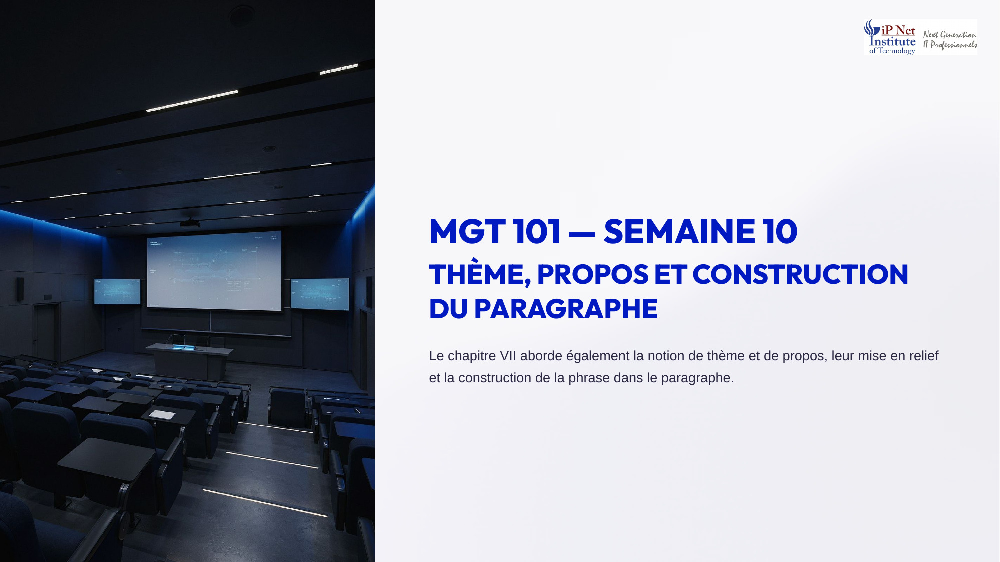 iP Net
Institute
of Technology
Next Generation
IT Professionnels
MGT 101 — SEMAINE 10
THÈME, PROPOS ET CONSTRUCTION
DU PARAGRAPHE
Le chapitre VII aborde également la notion de thème et de propos, leur mise en relief
et la construction de la phrase dans le paragraphe.